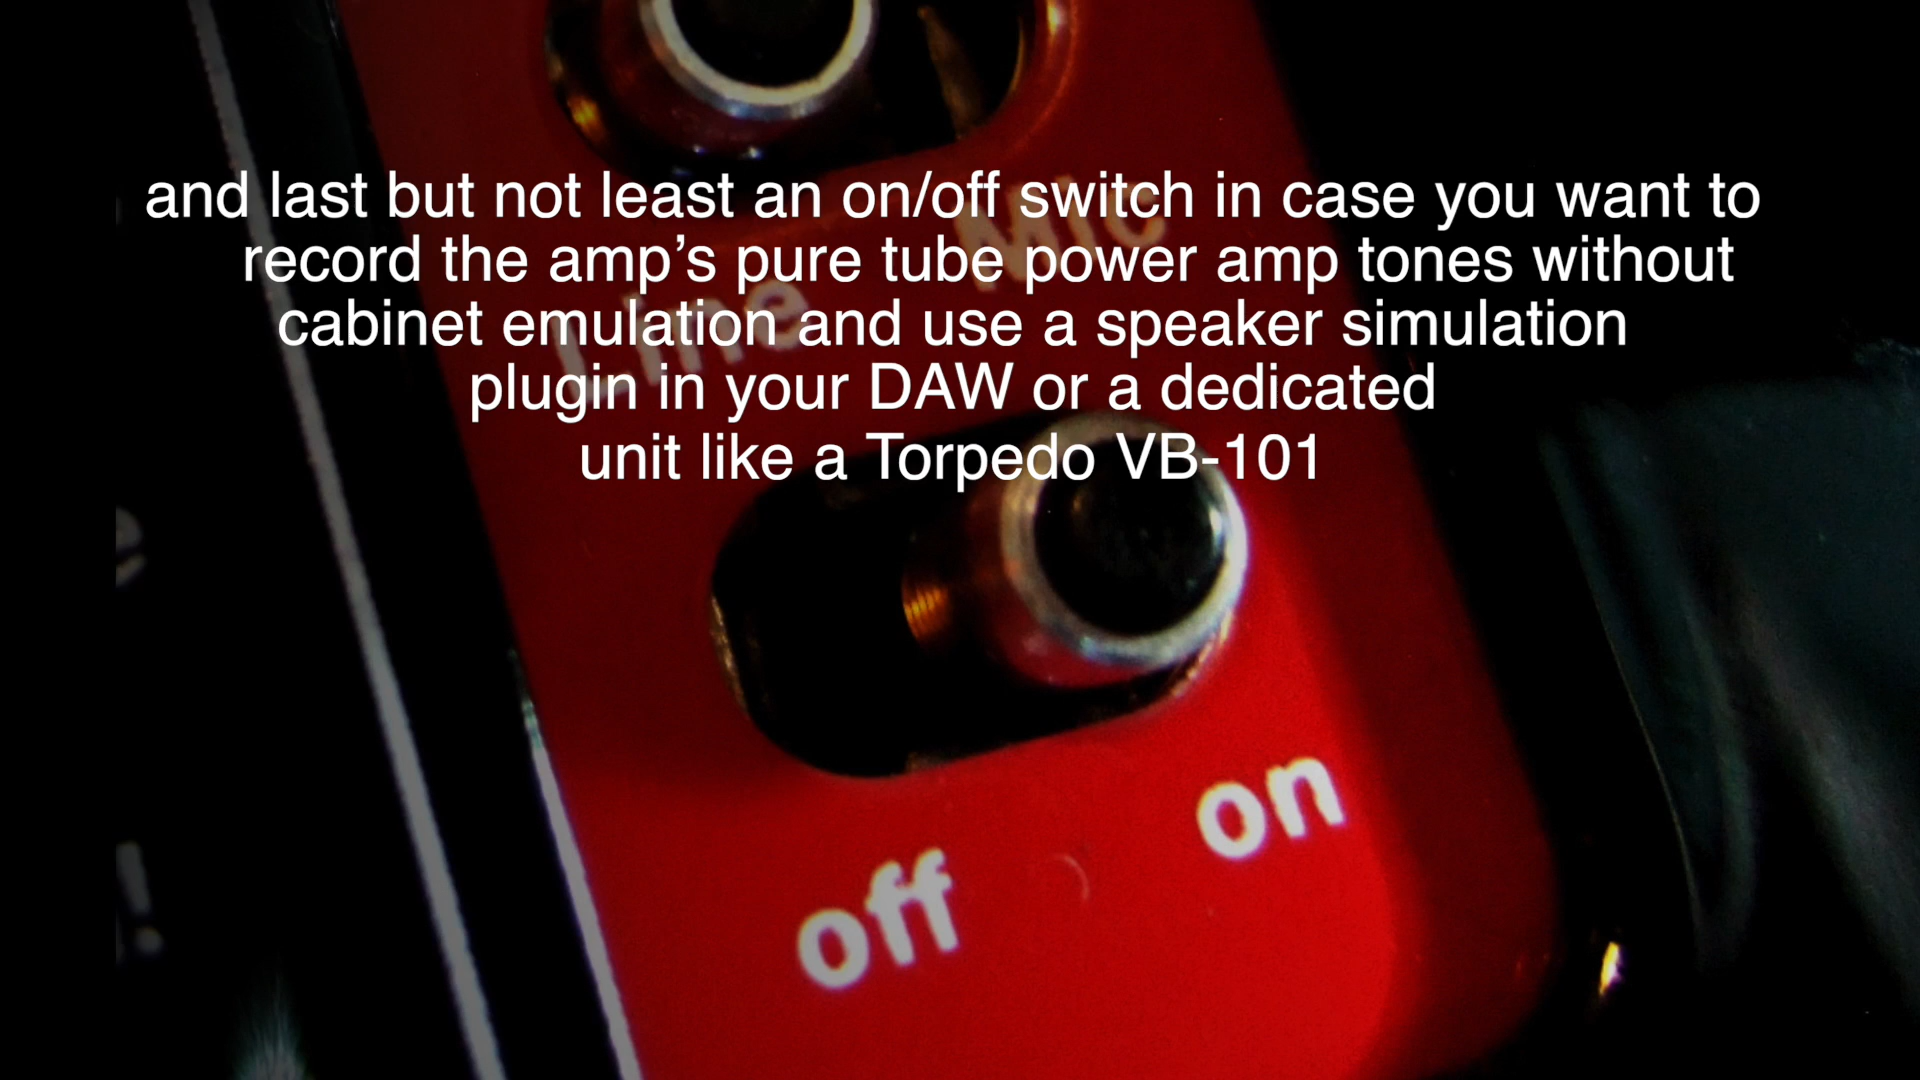 and last but not least an on/off switch in case you want to
record the amp’s pure tube power amp tones without
cabinet emulation and use a speaker simulation
plugin in your DAW or a dedicated
unit like a Torpedo VB-101
Line
Mic
off
on